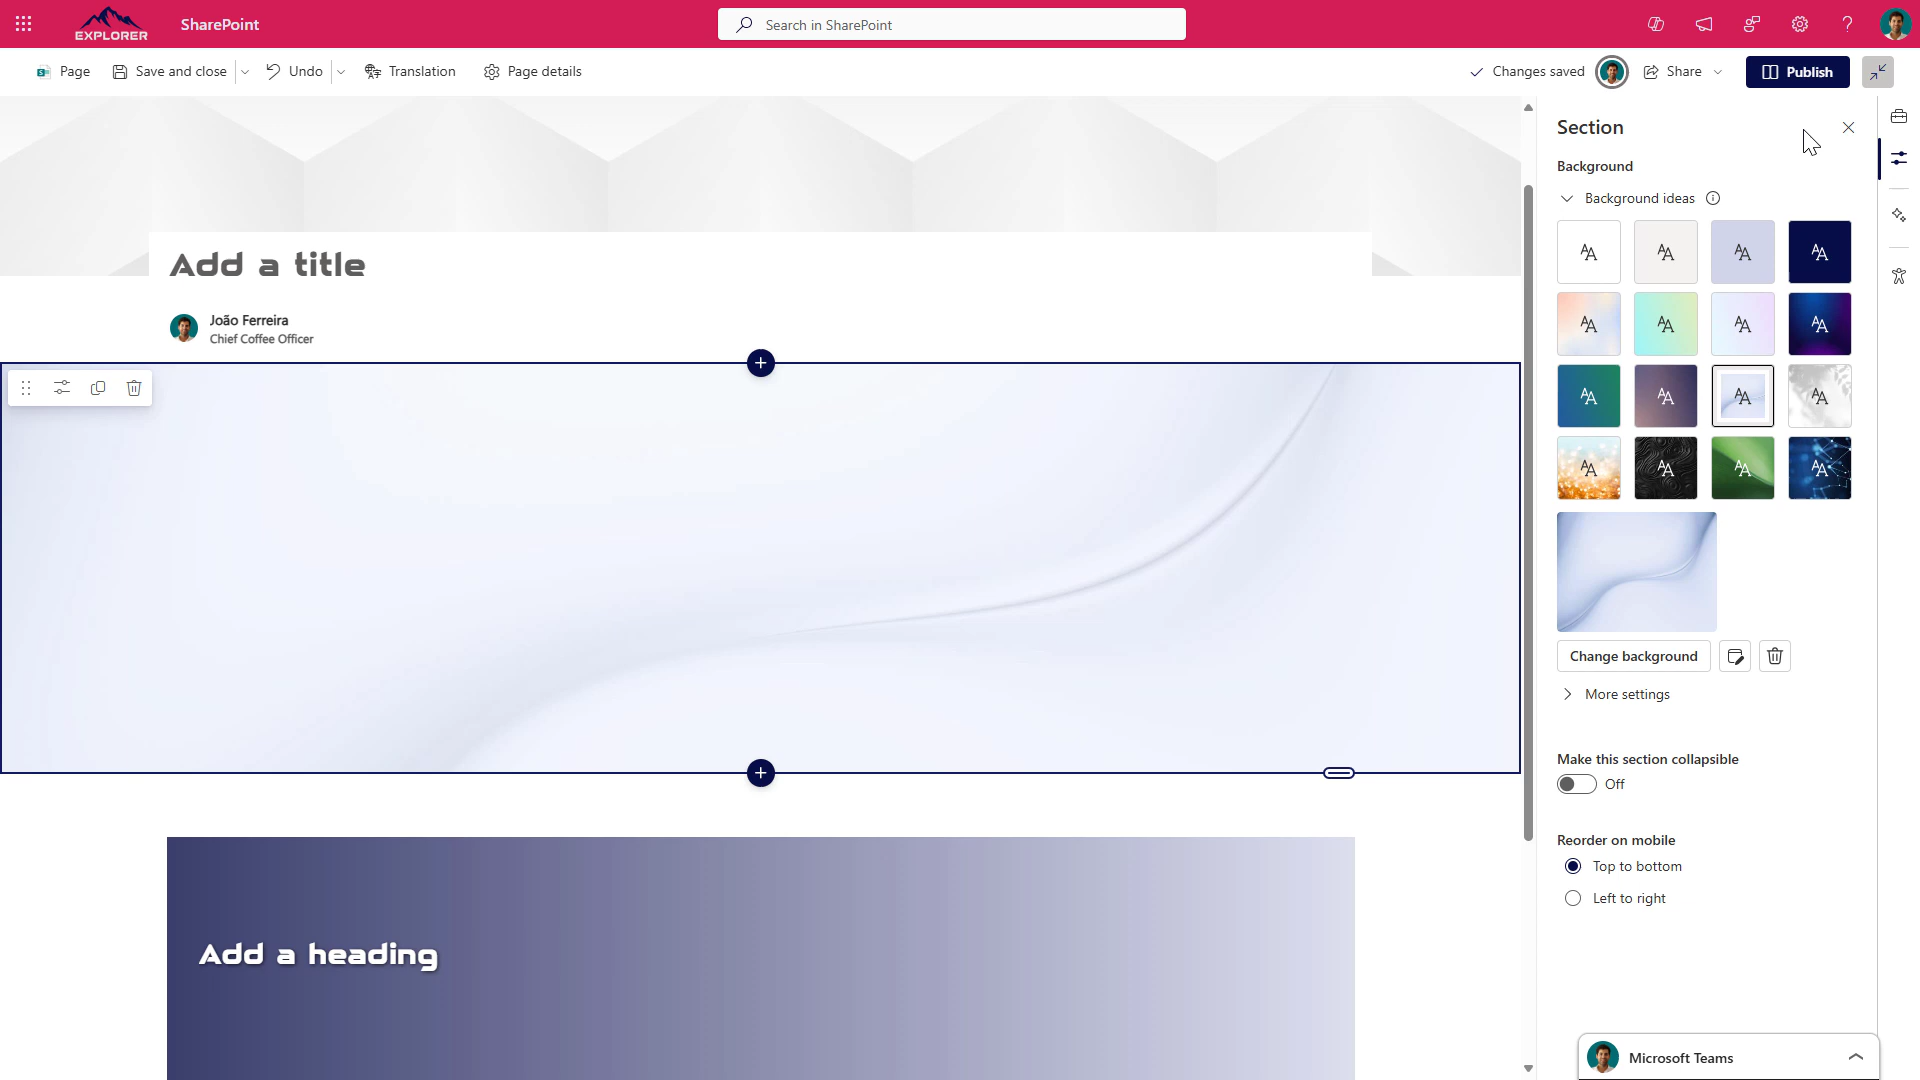 EXPLORER
SharePoint
Search in SharePoint
Page
Save and close
Undo
Translation
Page details
Changes saved
Share
Publish
Add a title
João Ferreira
Chief Coffee Officer
Add a heading
Section
Background
Background ideas
Change background
More settings
Make this section collapsible
Off
Reorder on mobile
Top to bottom
Left to right
Microsoft Teams